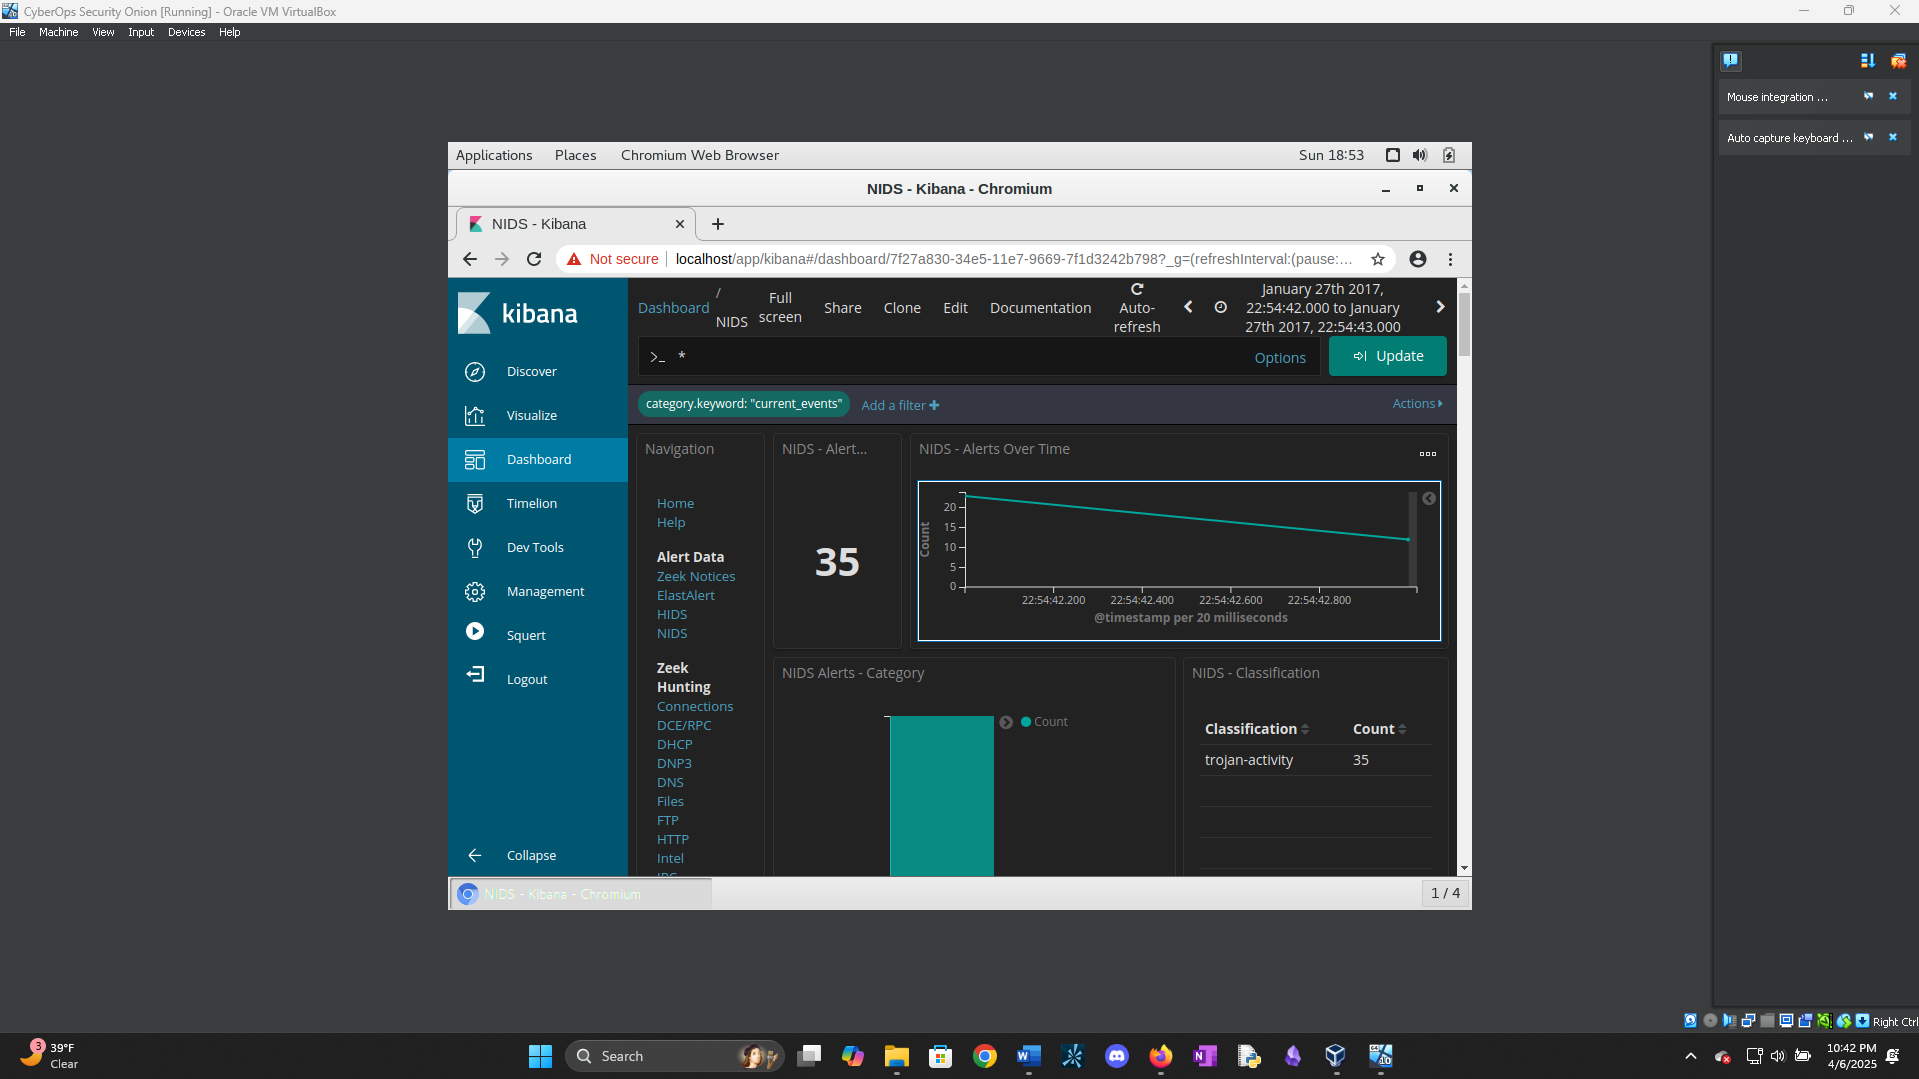 CyberOps Security Onion [Running] - Oracle VM VirtualBox
File Machine View Input Devices Help
Mouse integration ...
Auto capture keyboard ...
Applications Places Chromium Web Browser Sun 18:53
NIDS - Kibana - Chromium
NIDS - Kibana
Not secure localhost/app/kibana#/dashboard/7f27a830-34e5-11e7-9669-7f1d3242b798?_g=(refreshInterval:(pause:...
kibana
Discover
Visualize
Dashboard
Timelion
Dev Tools
Management
Squert
Logout
Collapse
Dashboard / NIDS
Full screen
Share
Clone
Edit
Documentation
Auto-refresh
January 27th 2017,
22:54:42.000 to January
27th 2017, 22:54:43.000
>_ *
Options
Update
category.keyword: "current_events"
Add a filter +
Actions
Navigation
Home
Help
Alert Data
Zeek Notices
ElastAlert
HIDS
NIDS
Zeek
Hunting
Connections
DCE/RPC
DHCP
DNP3
DNS
Files
FTP
HTTP
Intel
NIDS - Alert...
35
NIDS - Alerts Over Time
Count
20
15
10
5
0
22:54:42.200 22:54:42.400 22:54:42.600 22:54:42.800
@timestamp per 20 milliseconds
NIDS Alerts - Category
Count
NIDS - Classification
Classification Count
trojan-activity 35
NIDS - Kibana - Chromium
1 / 4
Right Ctrl
3
39°F
Clear
Search
10:42 PM
4/6/2025